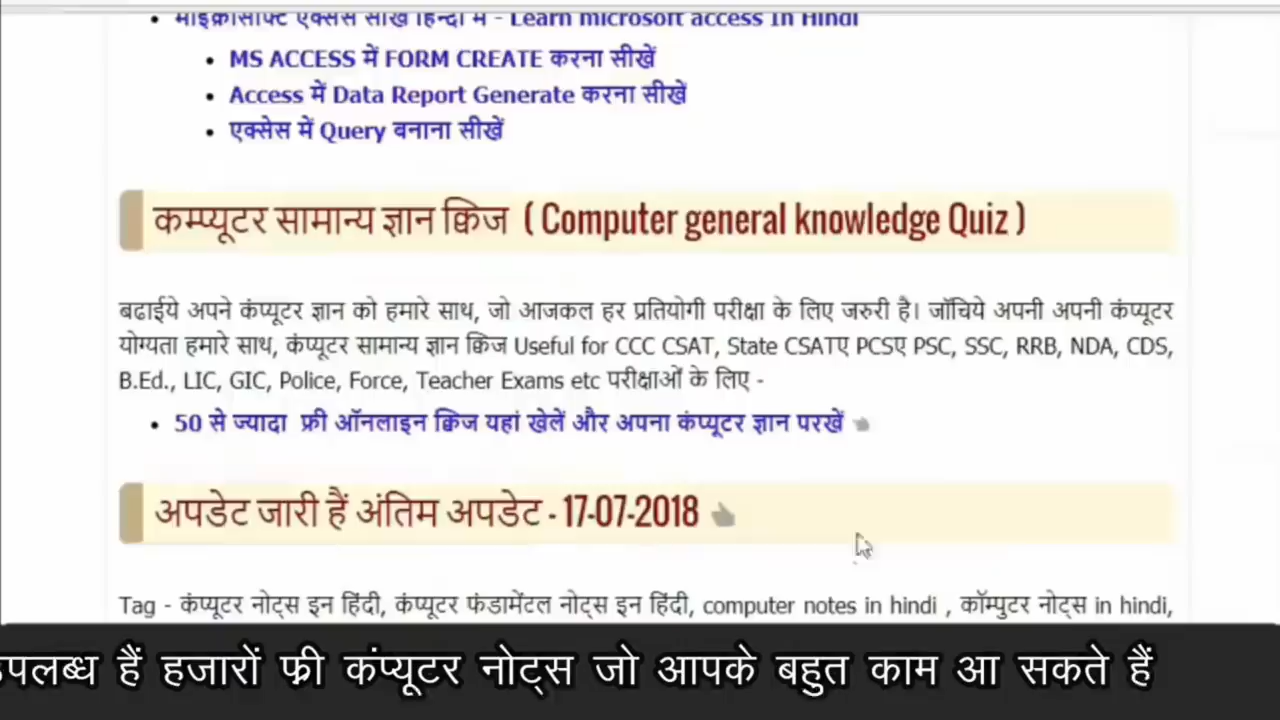 माइक्रोसॉफ्ट एक्सेस सीखें हिन्दी में - Learn microsoft access In Hindi
MS ACCESS में FORM CREATE करना सीखें
Access में Data Report Generate करना सीखें
एक्सेस में Query बनाना सीखें
कम्प्यूटर सामान्य ज्ञान क्विज ( Computer general knowledge Quiz )
बढाईये अपने कंप्यूटर ज्ञान को हमारे साथ, जो आजकल हर प्रतियोगी परीक्षा के लिए जरुरी है। जॉचिये अपनी अपनी कंप्यूटर
योग्यता हमारे साथ, कंप्यूटर सामान्य ज्ञान क्विज Useful for CCC CSAT, State CSATए PCSए PSC, SSC, RRB, NDA, CDS,
B.Ed., LIC, GIC, Police, Force, Teacher Exams etc परीक्षाओं के लिए -
50 से ज्यादा फ्री ऑनलाइन क्विज यहां खेलें और अपना कंप्यूटर ज्ञान परखें
अपडेट जारी हैं अंतिम अपडेट - 17-07-2018
Tag - कंप्यूटर नोट्स इन हिंदी, कंप्यूटर फंडामेंटल नोट्स इन हिंदी, computer notes in hindi , कॉम्पुटर नोट्स in hindi,
उपलब्ध हैं हजारों फ्री कंप्यूटर नोट्स जो आपके बहुत काम आ सकते हैं